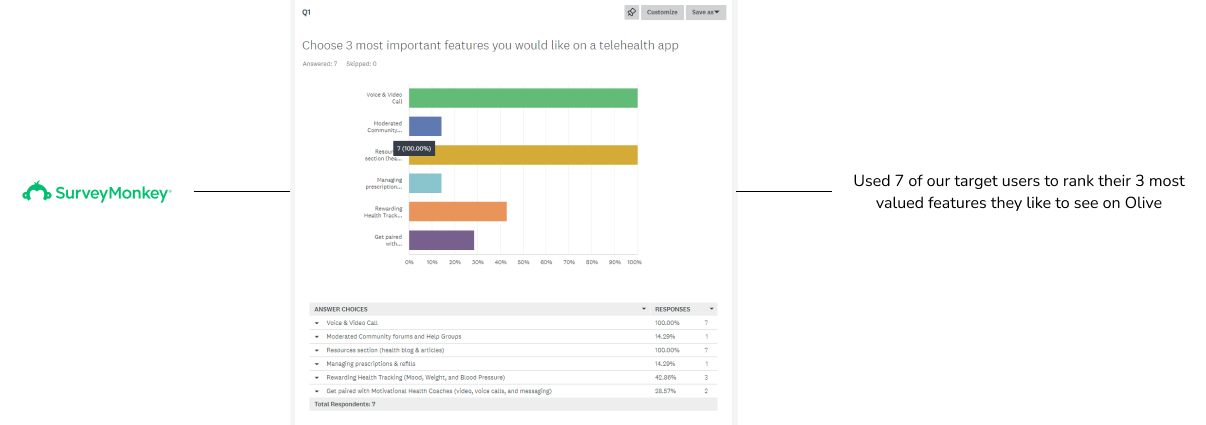 Q1
Customize
Save as
Choose 3 most important features you would like on a telehealth app
Answered: 7 Skipped: 0
Voice & Video
Call
Moderated
Community...
7 (100.00%)
section (hea...
Managing
prescription...
Rewarding
Health Track...
Get paired
with...
0% 10% 20% 30% 40% 50% 60% 70% 80% 90% 100%
SurveyMonkey
Used 7 of our target users to rank their 3 most
valued features they like to see on Olive
ANSWER CHOICES RESPONSES
Voice & Video Call 100.00% 7
Moderated Community forums and Help Groups 14.29% 1
Resources section (health blog & articles) 100.00% 7
Managing prescriptions & refills 14.29% 1
Rewarding Health Tracking (Mood, Weight, and Blood Pressure) 42.86% 3
Get paired with Motivational Health Coaches (video, voice calls, and messaging) 28.57% 2
Total Respondents: 7